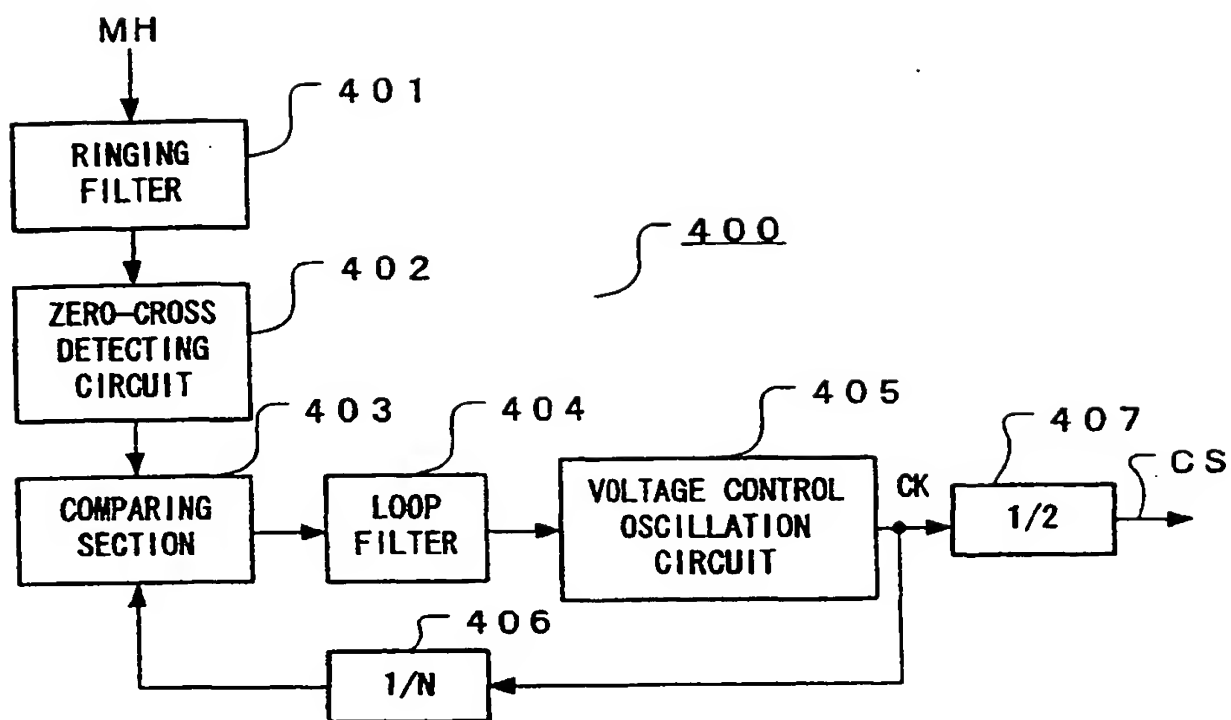 MH
401
RINGING
FILTER
400
402
ZERO-CROSS
DETECTING
CIRCUIT
403
404
405
407
CS
COMPARING
SECTION
LOOP
FILTER
VOLTAGE CONTROL
OSCILLATION
CIRCUIT
CK
1/2
406
1/N